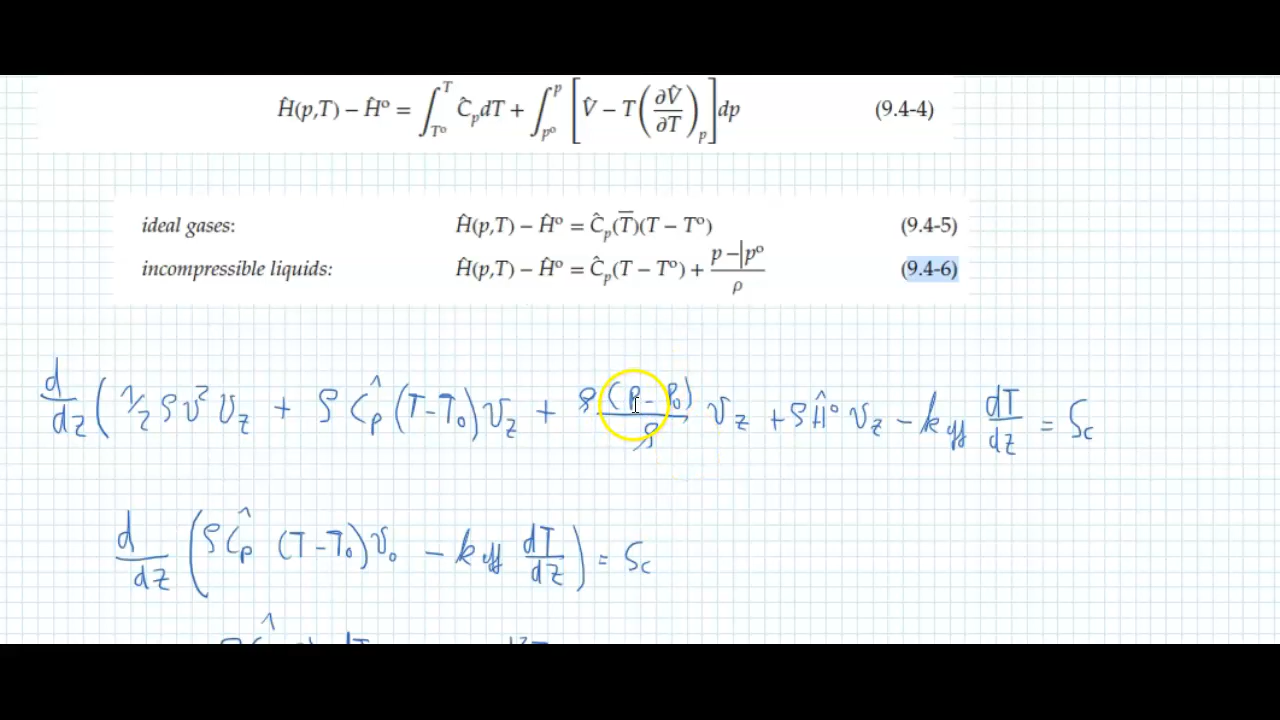 Ĥ(p,T) − Ĥ° = ∫_{T°}^{T} Ĉ_p dT + ∫_{p°}^{p} [V̂ − T(∂V̂/∂T)_p] dp (9.4-4)
ideal gases: Ĥ(p,T) − Ĥ° = Ĉ_p(T̅)(T − T°) (9.4-5)
incompressible liquids: Ĥ(p,T) − Ĥ° = Ĉ_p(T − T°) + (p − p°)/ρ (9.4-6)
d/dz ( 1/2 ρ v² v_z + ρ Ĉ_p (T − T_0) v_z + ρ (p − p_0)/ρ v_z + ρ Ĥ° v_z − k_eff dT/dz = S_c
d/dz ( ρ Ĉ_p (T − T_0) v_0 − k_eff dT/dz ) = S_c